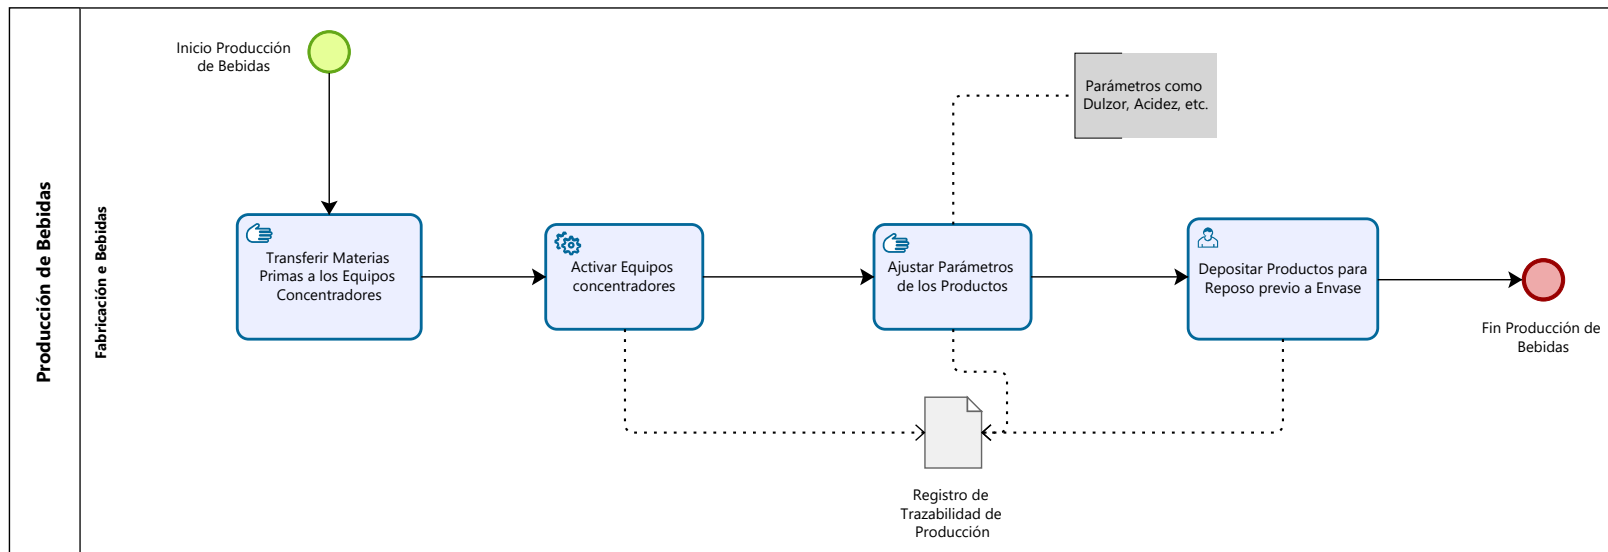 Producción de Bebidas
Fabricación e Bebidas
Inicio Producción
de Bebidas
Parámetros como
Dulzor, Acidez, etc.
Transferir Materias
Primas a los Equipos
Concentradores
Activar Equipos
concentradores
Ajustar Parámetros
de los Productos
Depositar Productos para
Reposo previo a Envase
Fin Producción de
Bebidas
Registro de
Trazabilidad de
Producción